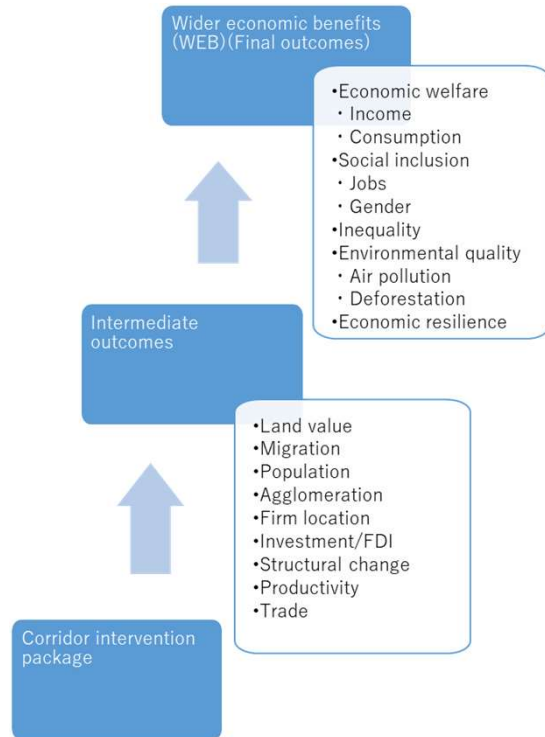 Wider economic benefits
(WEB)(Final outcomes)
•Economic welfare
・Income
・Consumption
•Social inclusion
・Jobs
・Gender
•Inequality
•Environmental quality
・Air pollution
・Deforestation
•Economic resilience
Intermediate
outcomes
•Land value
•Migration
•Population
•Agglomeration
•Firm location
•Investment/FDI
•Structural change
•Productivity
•Trade
Corridor intervention
package